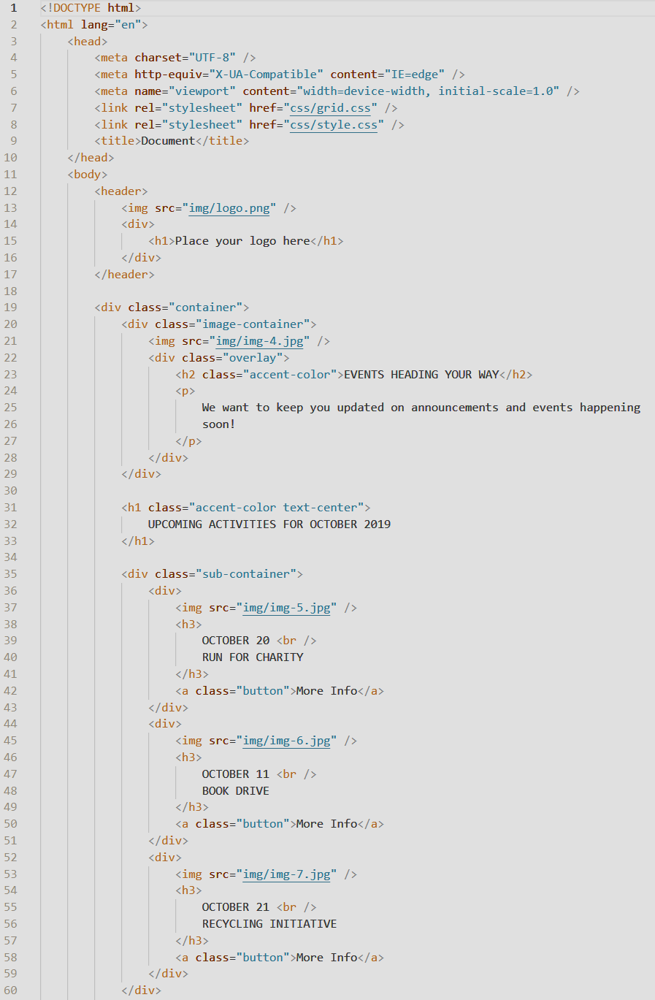 1 <!DOCTYPE html>
2 <html lang="en">
3 <head>
4 <meta charset="UTF-8" />
5 <meta http-equiv="X-UA-Compatible" content="IE=edge" />
6 <meta name="viewport" content="width=device-width, initial-scale=1.0" />
7 <link rel="stylesheet" href="css/grid.css" />
8 <link rel="stylesheet" href="css/style.css" />
9 <title>Document</title>
10 </head>
11 <body>
12 <header>
13 <img src="img/logo.png" />
14 <div>
15 <h1>Place your logo here</h1>
16 </div>
17 </header>
18
19 <div class="container">
20 <div class="image-container">
21 <img src="img/img-4.jpg" />
22 <div class="overlay">
23 <h2 class="accent-color">EVENTS HEADING YOUR WAY</h2>
24 <p>
25 We want to keep you updated on announcements and events happening
26 soon!
27 </p>
28 </div>
29 </div>
30
31 <h1 class="accent-color text-center">
32 UPCOMING ACTIVITIES FOR OCTOBER 2019
33 </h1>
34
35 <div class="sub-container">
36 <div>
37 <img src="img/img-5.jpg" />
38 <h3>
39 OCTOBER 20 <br />
40 RUN FOR CHARITY
41 </h3>
42 <a class="button">More Info</a>
43 </div>
44 <div>
45 <img src="img/img-6.jpg" />
46 <h3>
47 OCTOBER 11 <br />
48 BOOK DRIVE
49 </h3>
50 <a class="button">More Info</a>
51 </div>
52 <div>
53 <img src="img/img-7.jpg" />
54 <h3>
55 OCTOBER 21 <br />
56 RECYCLING INITIATIVE
57 </h3>
58 <a class="button">More Info</a>
59 </div>
60 </div>